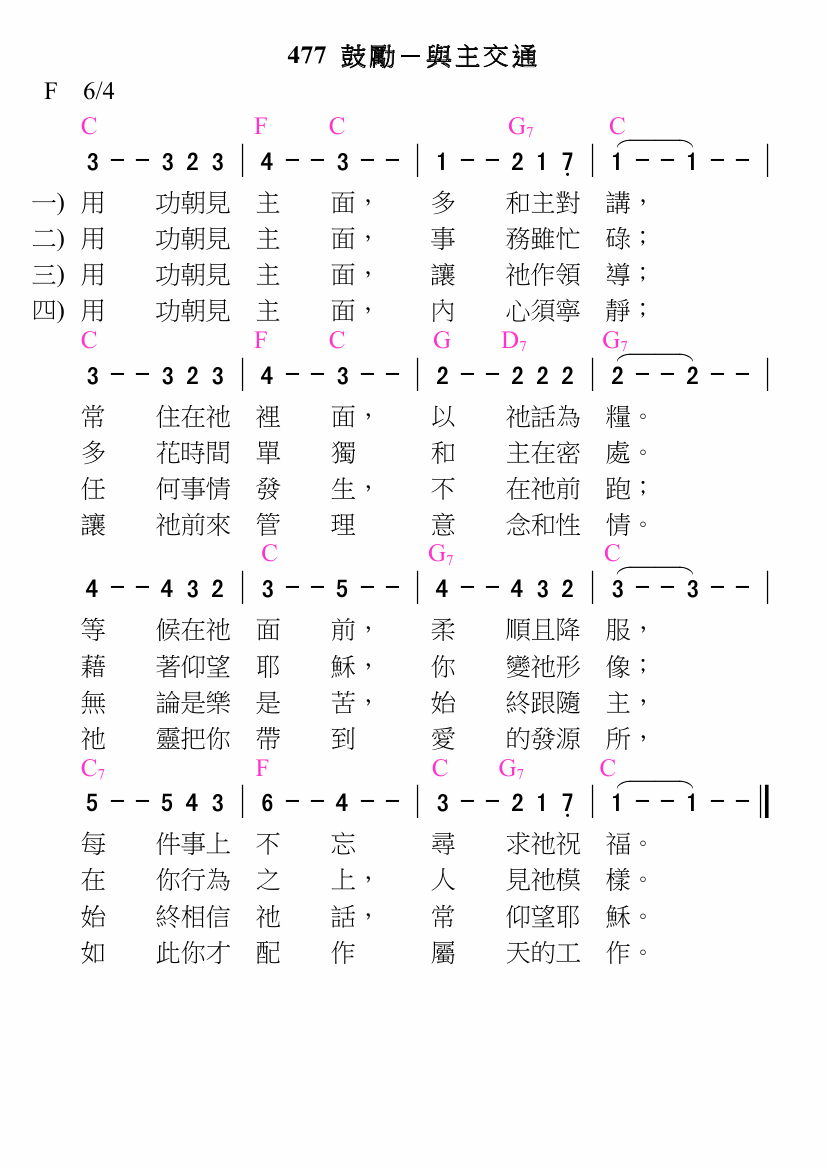 477 鼓勵－與主交通
F 6/4
C F C G7 C
3 - - 3 2 3 | 4 - - 3 - - | 1 - - 2 1 7̣ | 1 - - 1 - - |
一) 用 功朝見 主 面， 多 和主對 講，
二) 用 功朝見 主 面， 事 務雖忙 碌；
三) 用 功朝見 主 面， 讓 祂作領 導；
四) 用 功朝見 主 面， 內 心須寧 靜；
C F C G D7 G7
3 - - 3 2 3 | 4 - - 3 - - | 2 - - 2 2 2 | 2 - - 2 - - |
常 住在祂 裡 面， 以 祂話為 糧。
多 花時間 單 獨 和 主在密 處。
任 何事情 發 生， 不 在祂前 跑；
讓 祂前來 管 理 意 念和性 情。
C G7 C
4 - - 4 3 2 | 3 - - 5 - - | 4 - - 4 3 2 | 3 - - 3 - - |
等 候在祂 面 前， 柔 順且降 服，
藉 著仰望 耶 穌， 你 變祂形 像；
無 論是樂 是 苦， 始 終跟隨 主，
祂 靈把你 帶 到 愛 的發源 所，
C7 F C G7 C
5 - - 5 4 3 | 6 - - 4 - - | 3 - - 2 1 7̣ | 1 - - 1 - - ‖
每 件事上 不 忘 尋 求祂祝 福。
在 你行為 之 上， 人 見祂模 樣。
始 終相信 祂 話， 常 仰望耶 穌。
如 此你才 配 作 屬 天的工 作。